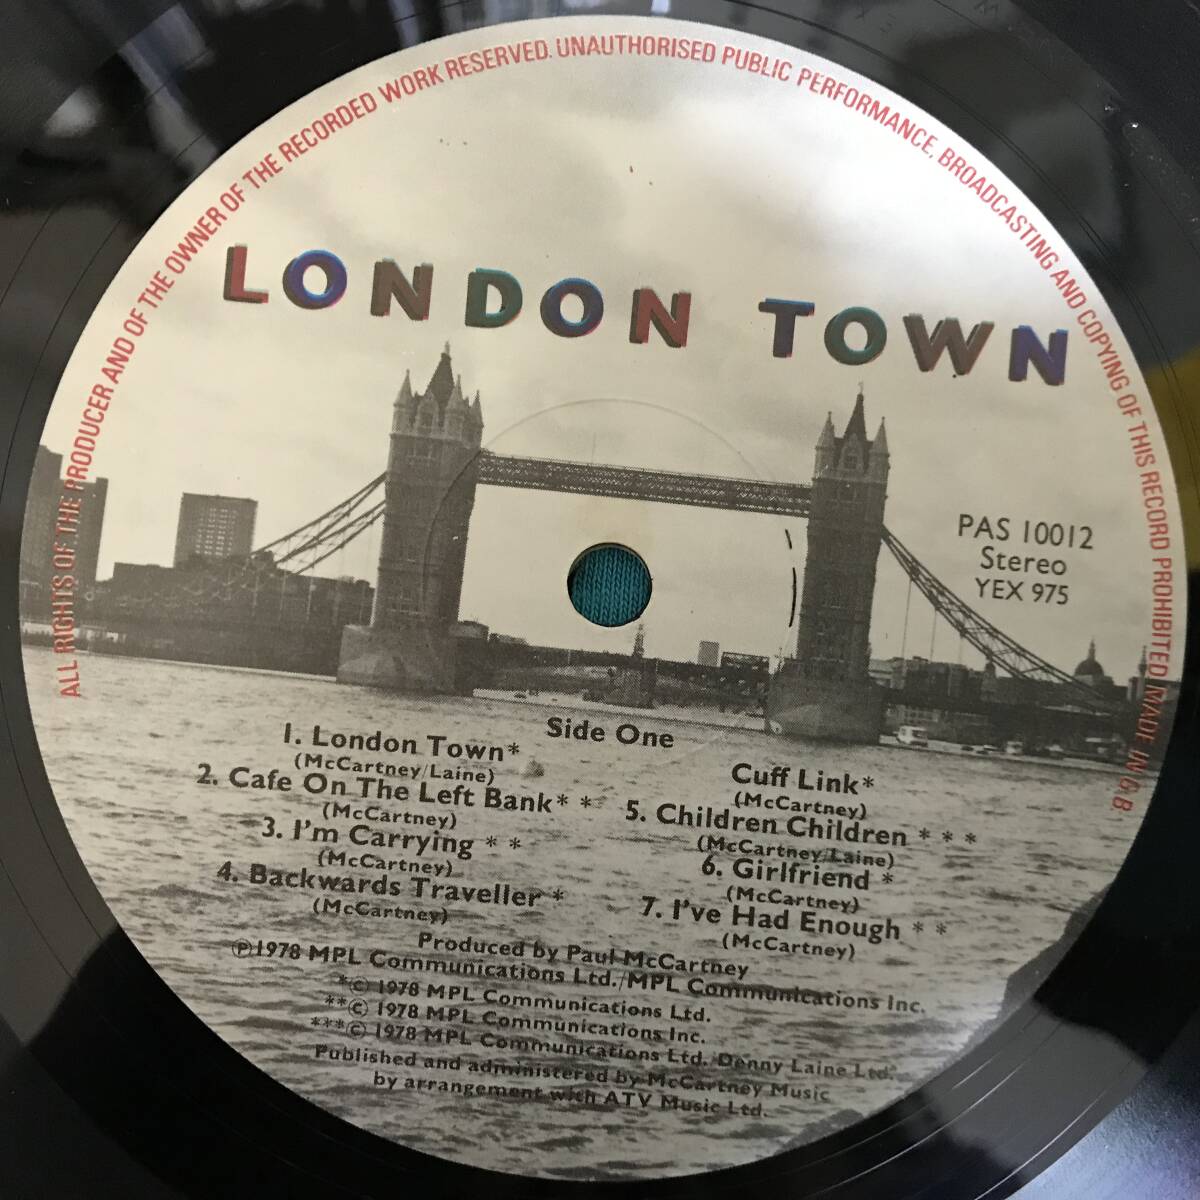 ALL RIGHTS OF THE PRODUCER AND OF THE OWNER OF THE RECORDED WORK RESERVED. UNAUTHORISED PUBLIC PERFORMANCE, BROADCASTING AND COPYING OF THIS RECORD PROHIBITED MADE IN G.B.
LONDON TOWN
PAS 10012
Stereo
YEX 975
Side One
1. London Town*
(McCartney/Laine)
2. Cafe On The Left Bank* *
(McCartney)
3. I'm Carrying * *
(McCartney)
4. Backwards Traveller *
(McCartney)
Cuff Link*
(McCartney)
5. Children Children * * *
(McCartney/Laine)
6. Girlfriend *
(McCartney)
7. I've Had Enough * *
(McCartney)
Produced by Paul McCartney
℗1978 MPL Communications Ltd./MPL Communications Inc.
*© 1978 MPL Communications Ltd.
**© 1978 MPL Communications Inc.
***© 1978 MPL Communications Ltd./Denny Laine Ltd.
Published and administered by McCartney Music
by arrangement with ATV Music Ltd.